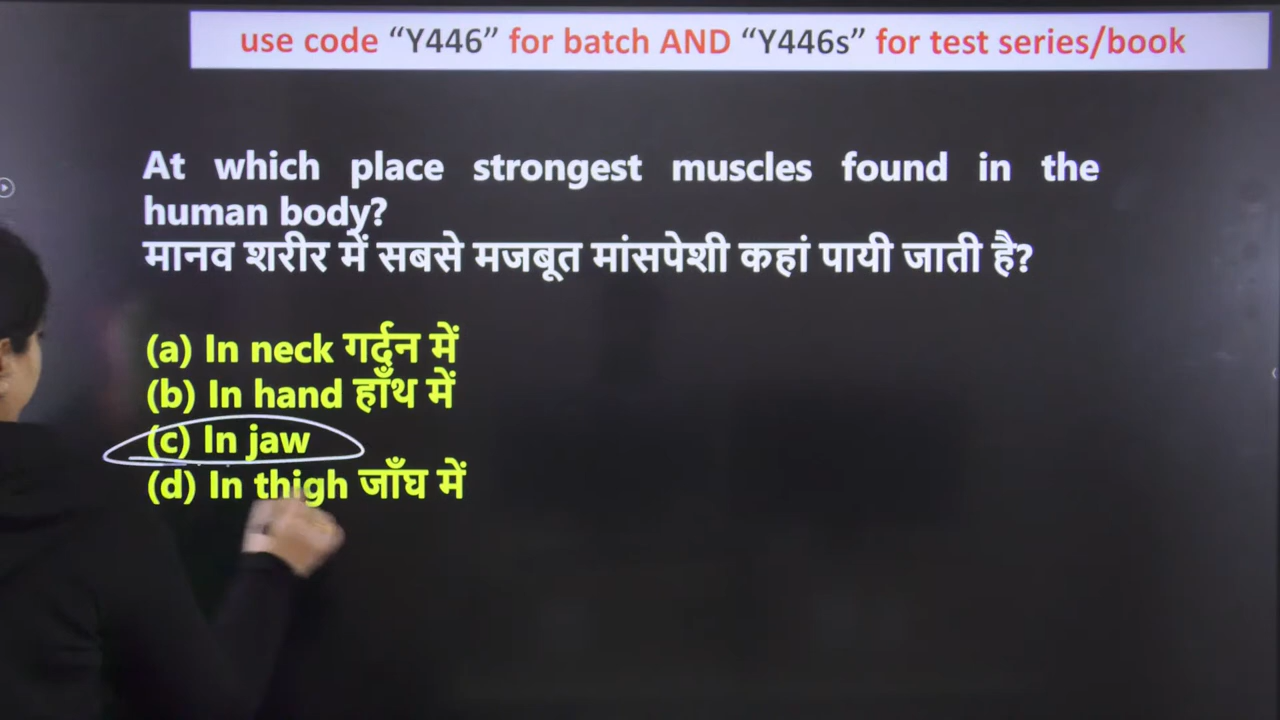 use code “Y446” for batch AND “Y446s” for test series/book
At which place strongest muscles found in the
human body?
मानव शरीर में सबसे मजबूत मांसपेशी कहां पायी जाती है?
(a) In neck गर्दन में
(b) In hand हाँथ में
(c) In jaw
(d) In thigh जाँघ में